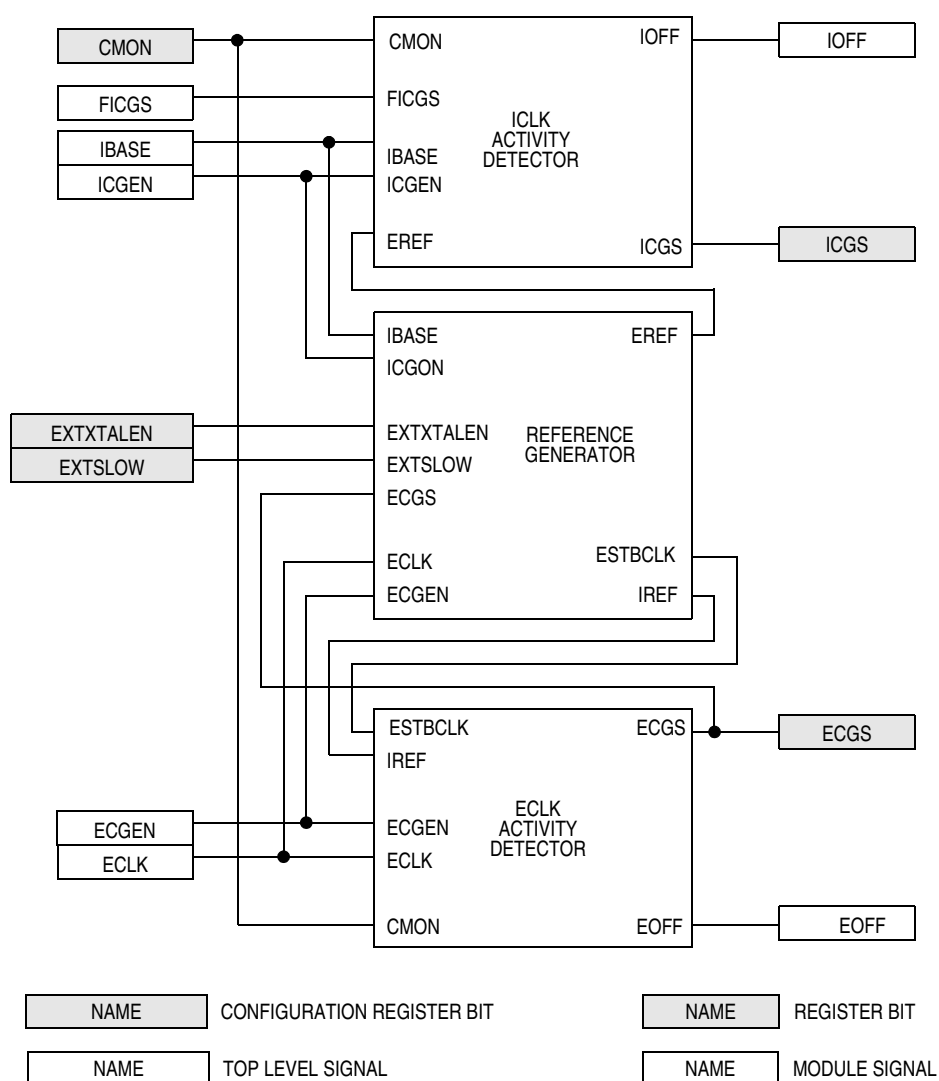 CMON
FICGS
IBASE
ICGEN
CMON
FICGS
IBASE
ICGEN
EREF
ICLK
ACTIVITY
DETECTOR
IOFF
ICGS
IOFF
ICGS
EXTXTALEN
EXTSLOW
IBASE
ICGON
EXTXTALEN
EXTSLOW
ECGS
ECLK
ECGEN
REFERENCE
GENERATOR
EREF
ESTBCLK
IREF
ECGEN
ECLK
ESTBCLK
IREF
ECGEN
ECLK
CMON
ECLK
ACTIVITY
DETECTOR
ECGS
EOFF
ECGS
EOFF
NAME CONFIGURATION REGISTER BIT
NAME REGISTER BIT
NAME TOP LEVEL SIGNAL
NAME MODULE SIGNAL